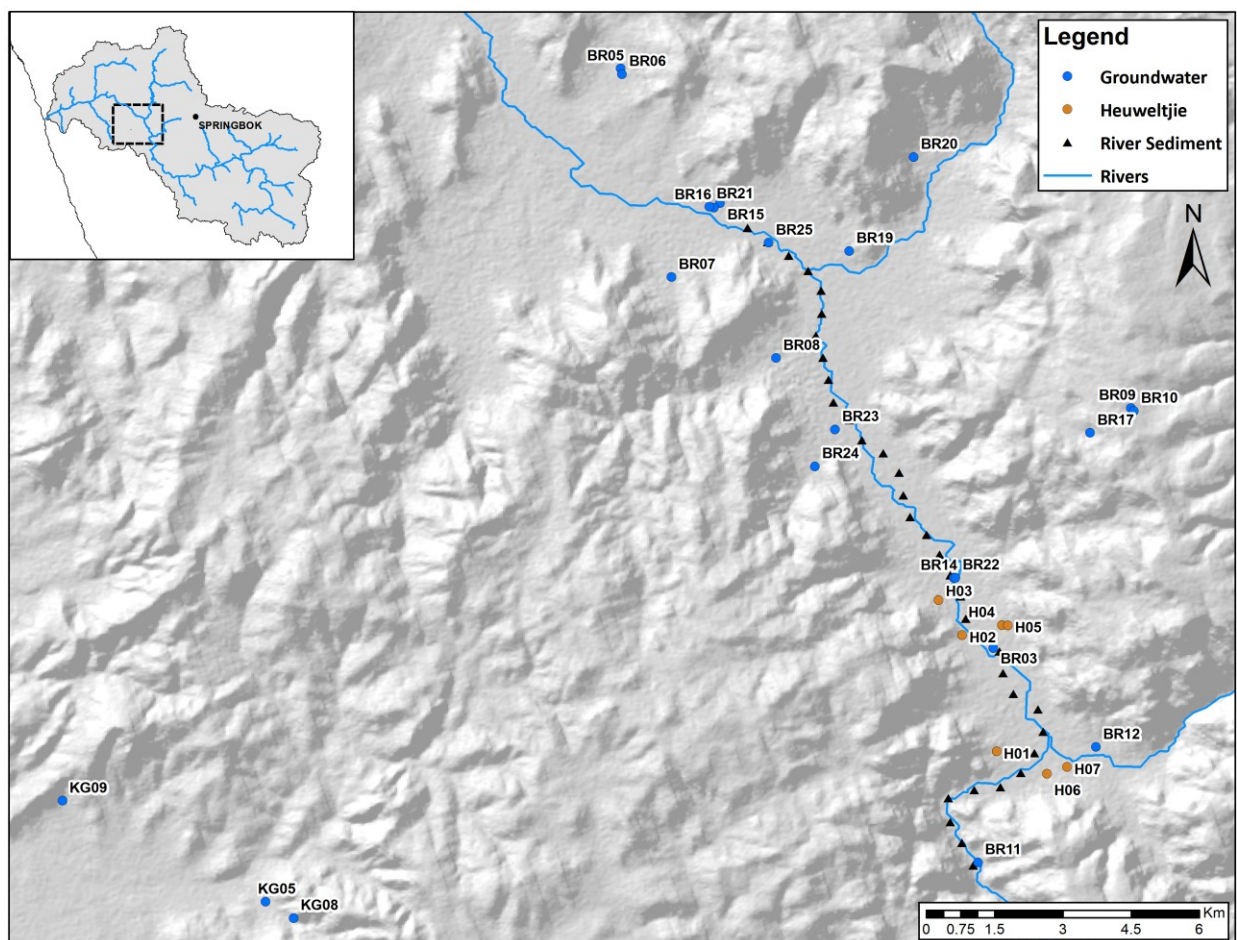 SPRINGBOK
Legend
Groundwater
Heuweltjie
River Sediment
Rivers
N
BR05
BR06
BR20
BR16
BR21
BR15
BR25
BR19
BR07
BR08
BR09
BR10
BR17
BR23
BR24
BR14
BR22
H03
H04
H05
H02
BR03
BR12
H01
H07
H06
KG09
BR11
KG05
KG08
Km
0 0.75 1.5 3 4.5 6